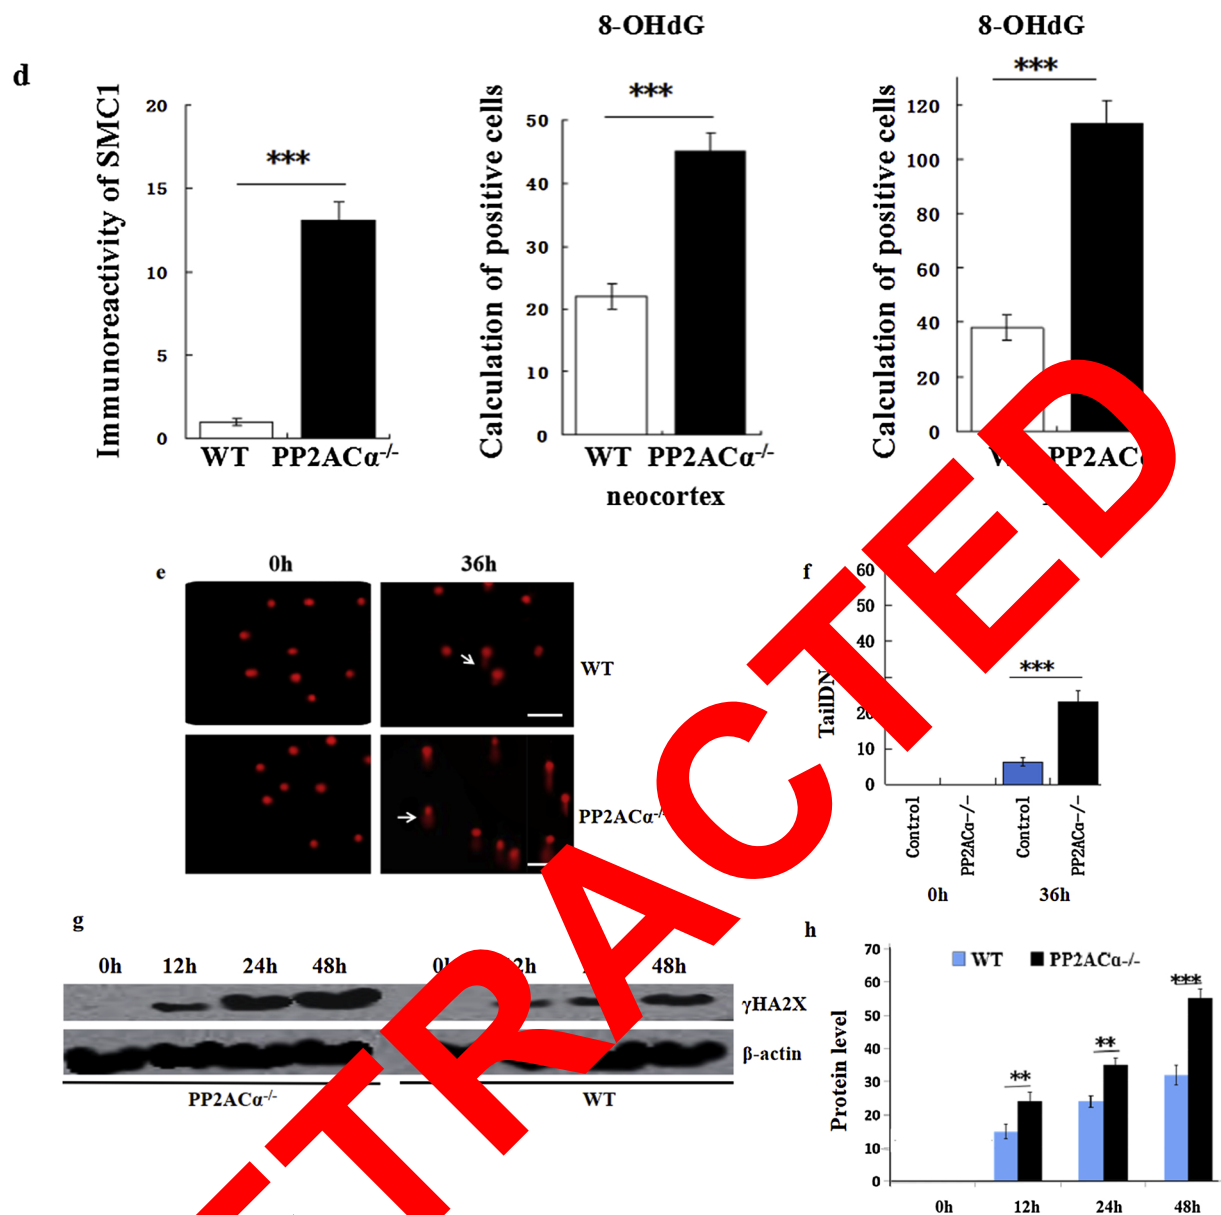 d
8-OHdG
8-OHdG
Immunoreactivity of SMC1
20
15
10
5
0
***
WT PP2ACα-/-
Calculation of positive cells
50
40
30
20
10
0
***
WT PP2ACα-/-
neocortex
Calculation of positive cells
120
100
80
60
40
20
0
***
PP2AC
e
0h 36h
WT
PP2ACα-/-
f
60
50
40
20
10
0
***
Control
PP2ACα-/-
Control
PP2ACα-/-
0h 36h
g
0h 12h 24h 48h 48h
γHA2X
β-actin
PP2ACα-/- WT
h
Protein level
70
60
50
40
30
20
10
0
WT PP2ACα-/-
** ** ***
0h 12h 24h 48h
TRACTED